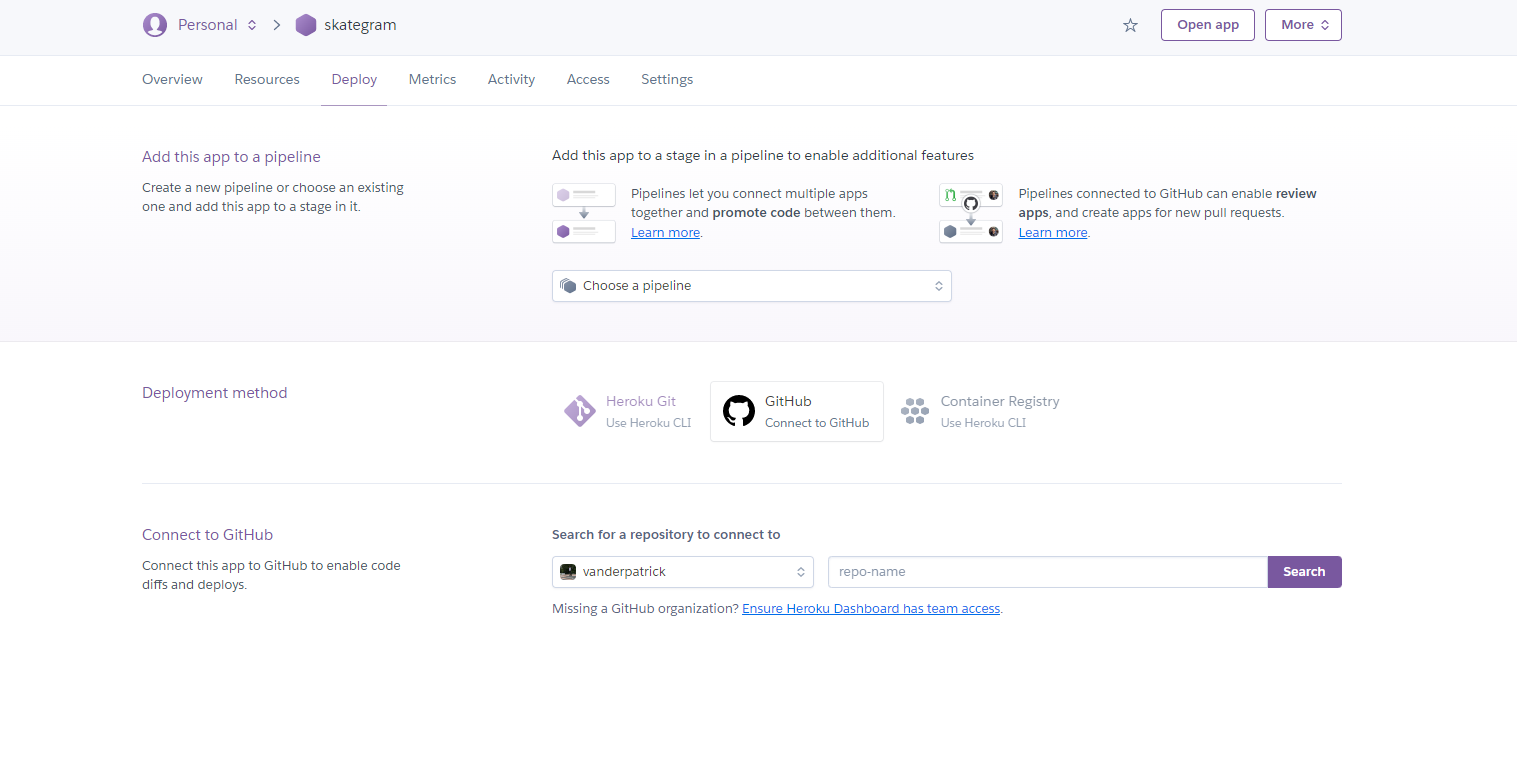 Personal
skategram
Open app
More
Overview
Resources
Deploy
Metrics
Activity
Access
Settings
Add this app to a pipeline
Create a new pipeline or choose an existing
one and add this app to a stage in it.
Add this app to a stage in a pipeline to enable additional features
Pipelines let you connect multiple apps
together and promote code between them.
Learn more.
Pipelines connected to GitHub can enable review
apps, and create apps for new pull requests.
Learn more.
Choose a pipeline
Deployment method
Heroku Git
Use Heroku CLI
GitHub
Connect to GitHub
Container Registry
Use Heroku CLI
Connect to GitHub
Connect this app to GitHub to enable code
diffs and deploys.
Search for a repository to connect to
vanderpatrick
repo-name
Search
Missing a GitHub organization? Ensure Heroku Dashboard has team access.